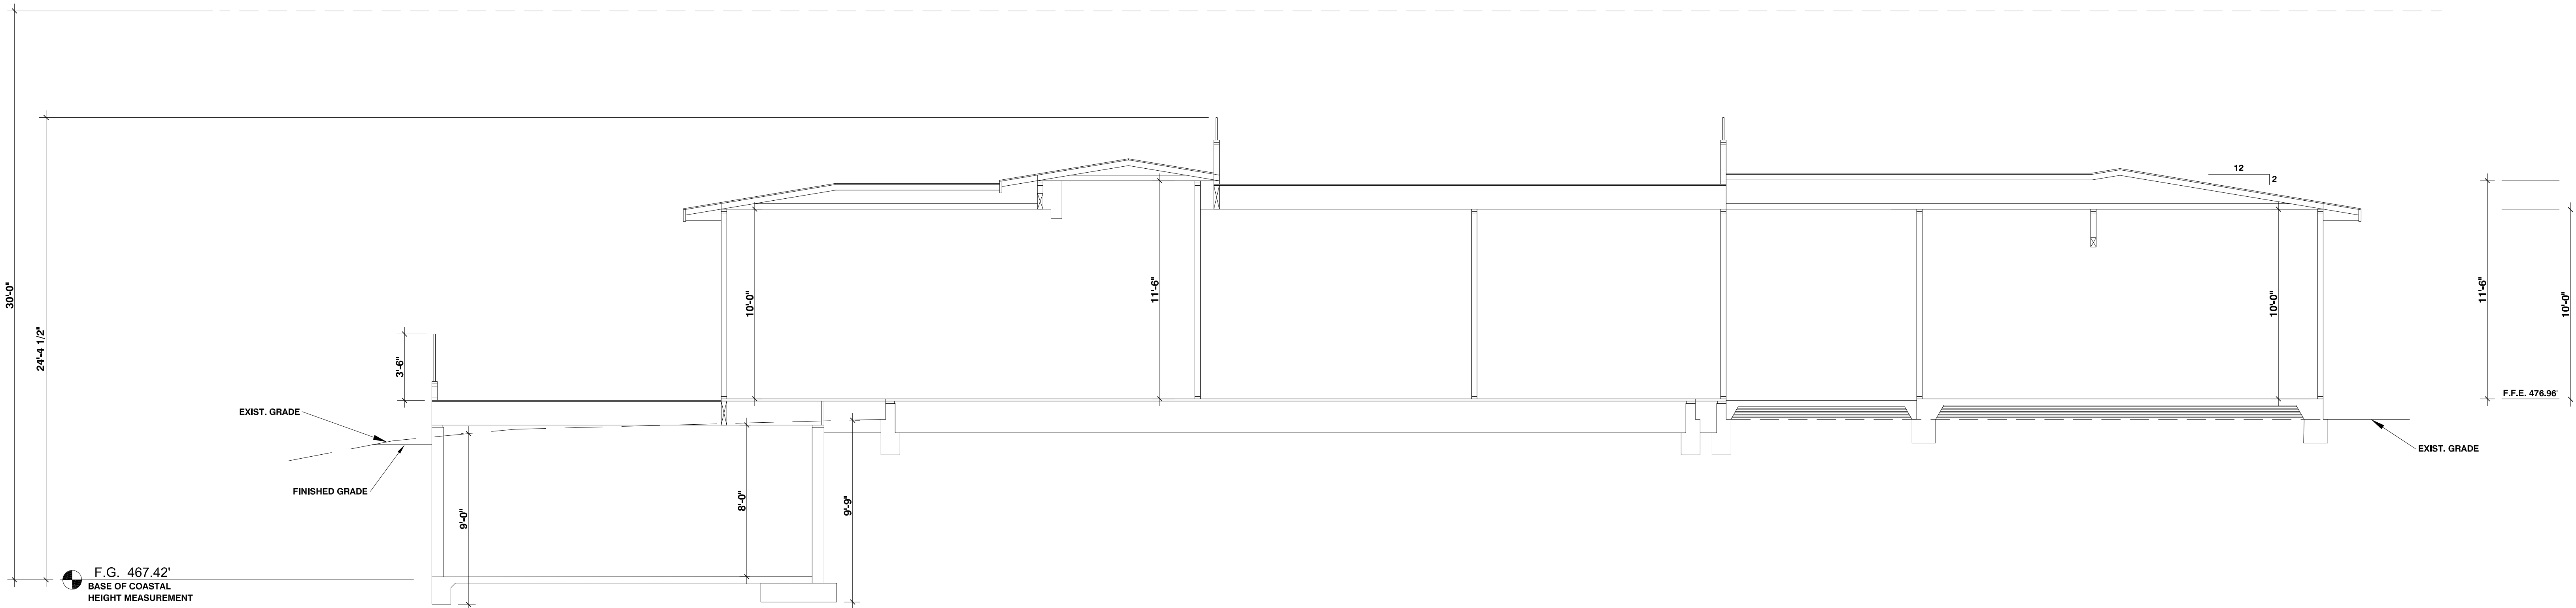 12
2
30'-0"
24'-4 1/2"
3'-6"
10'-0"
11'-6"
10'-0"
11'-6"
10'-0"
F.F.E. 476.96'
EXIST. GRADE
FINISHED GRADE
EXIST. GRADE
9'-0"
8'-0"
9'-9"
F.G. 467.42'
BASE OF COASTAL
HEIGHT MEASUREMENT